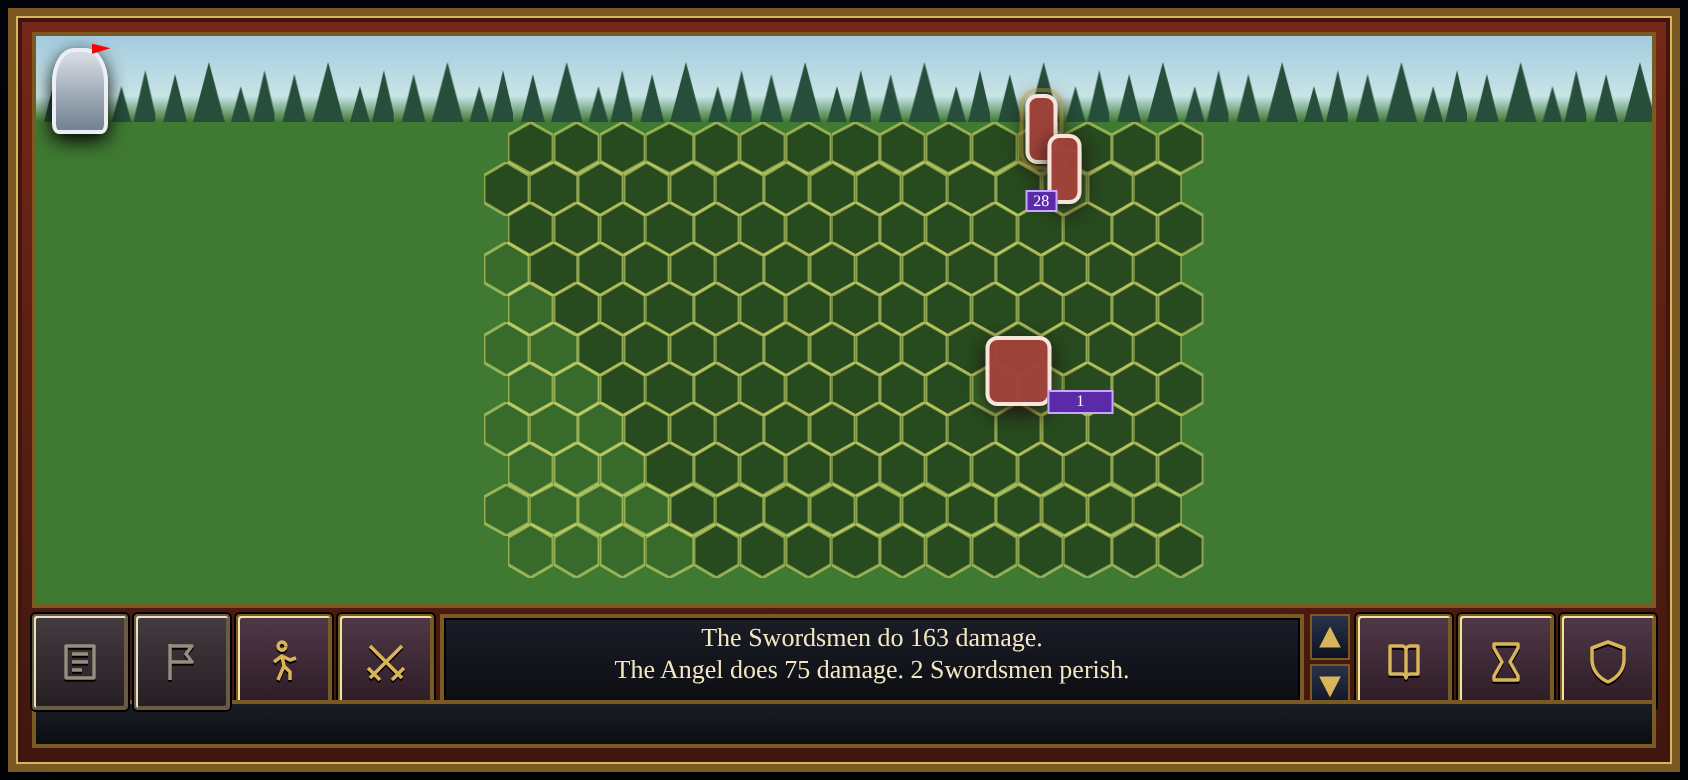 28
1
The Swordsmen do 163 damage.
The Angel does 75 damage. 2 Swordsmen perish.